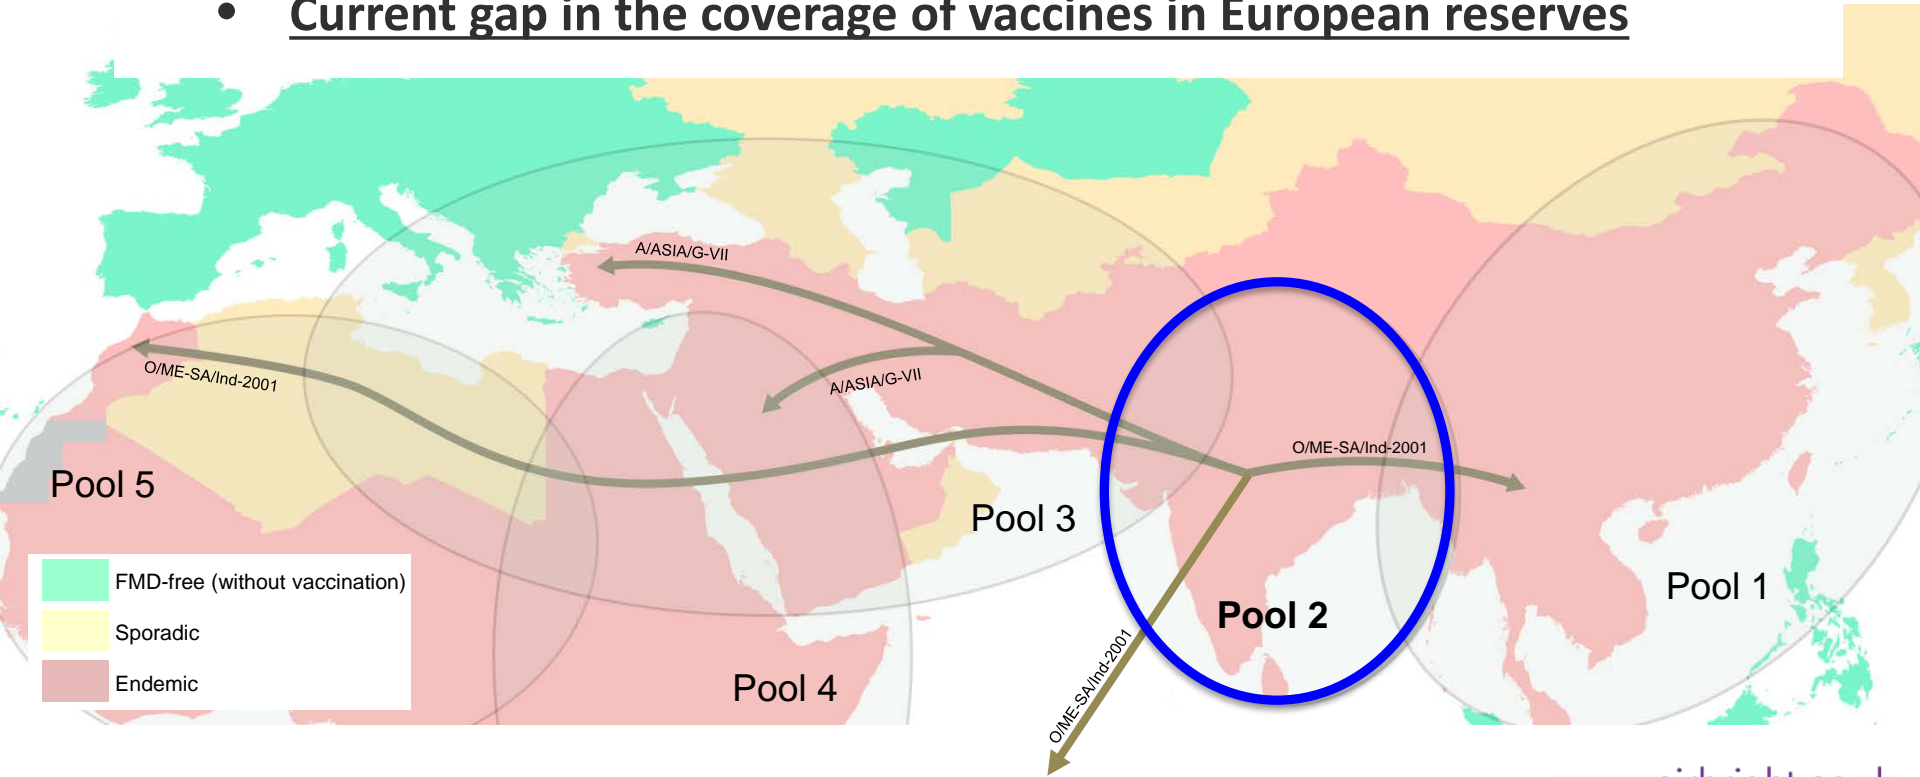 • Current gap in the coverage of vaccines in European reserves
A/ASIA/G-VII
O/ME-SA/Ind-2001
A/ASIA/G-VII
O/ME-SA/Ind-2001
Pool 5
Pool 3
Pool 1
Pool 2
Pool 4
O/ME-SA/Ind-2001
FMD-free (without vaccination)
Sporadic
Endemic